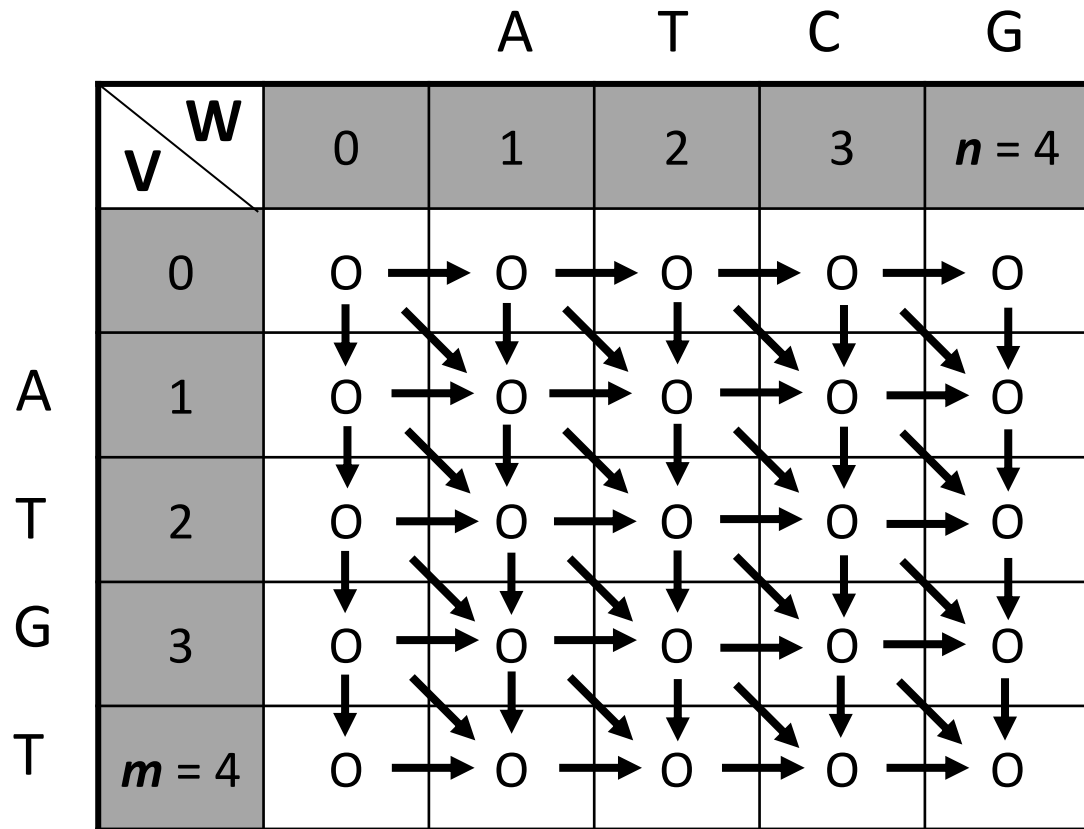 A T C G
W
V
0 1 2 3 n = 4
0 O O O O O
A
1 O O O O O
T
2 O O O O O
G
3 O O O O O
T
m = 4 O O O O O